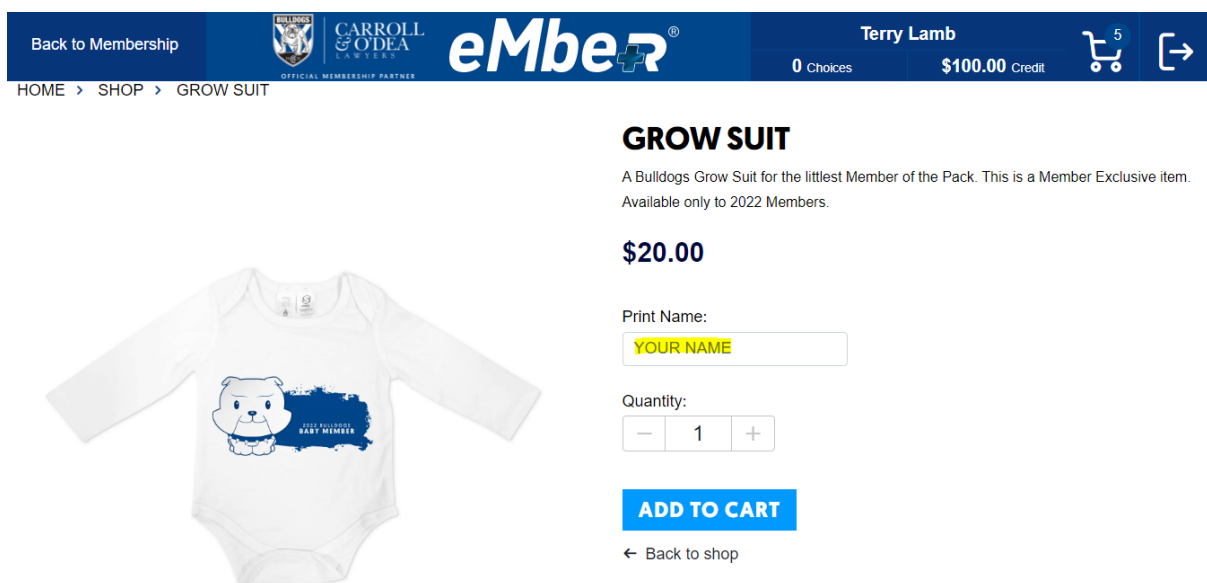 Back to Membership
BULLDOGS
CARROLL
& O'DEA
LAWYERS
OFFICIAL MEMBERSHIP PARTNER
eMbeR®
Terry Lamb
0 Choices
$100.00 Credit
5
HOME > SHOP > GROW SUIT
GROW SUIT
A Bulldogs Grow Suit for the littlest Member of the Pack. This is a Member Exclusive item.
Available only to 2022 Members.
$20.00
Print Name:
YOUR NAME
Quantity:
— 1 +
ADD TO CART
← Back to shop
2022 BULLDOGS
BABY MEMBER